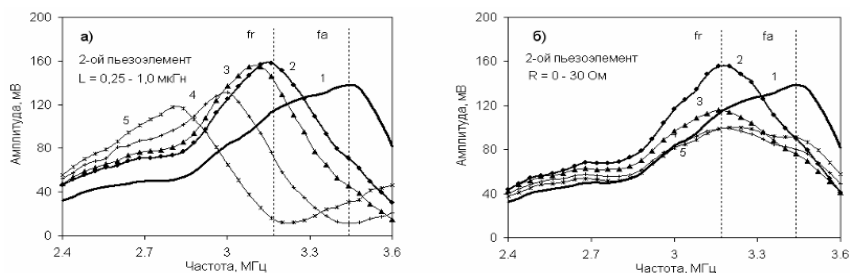 200
160
120
80
40
0
Амплитуда, мВ
а)
fr
fa
2-ой пьезоэлемент
L = 0,25 - 1,0 мкГн
1
2
3
4
5
2.4
2.7
3
3.3
3.6
Частота, МГц
200
160
120
80
40
0
Амплитуда, мВ
б)
fr
fa
2-ой пьезоэлемент
R = 0 - 30 Ом
1
2
3
5
2.4
2.7
3
3.3
3.6
Частота, МГц